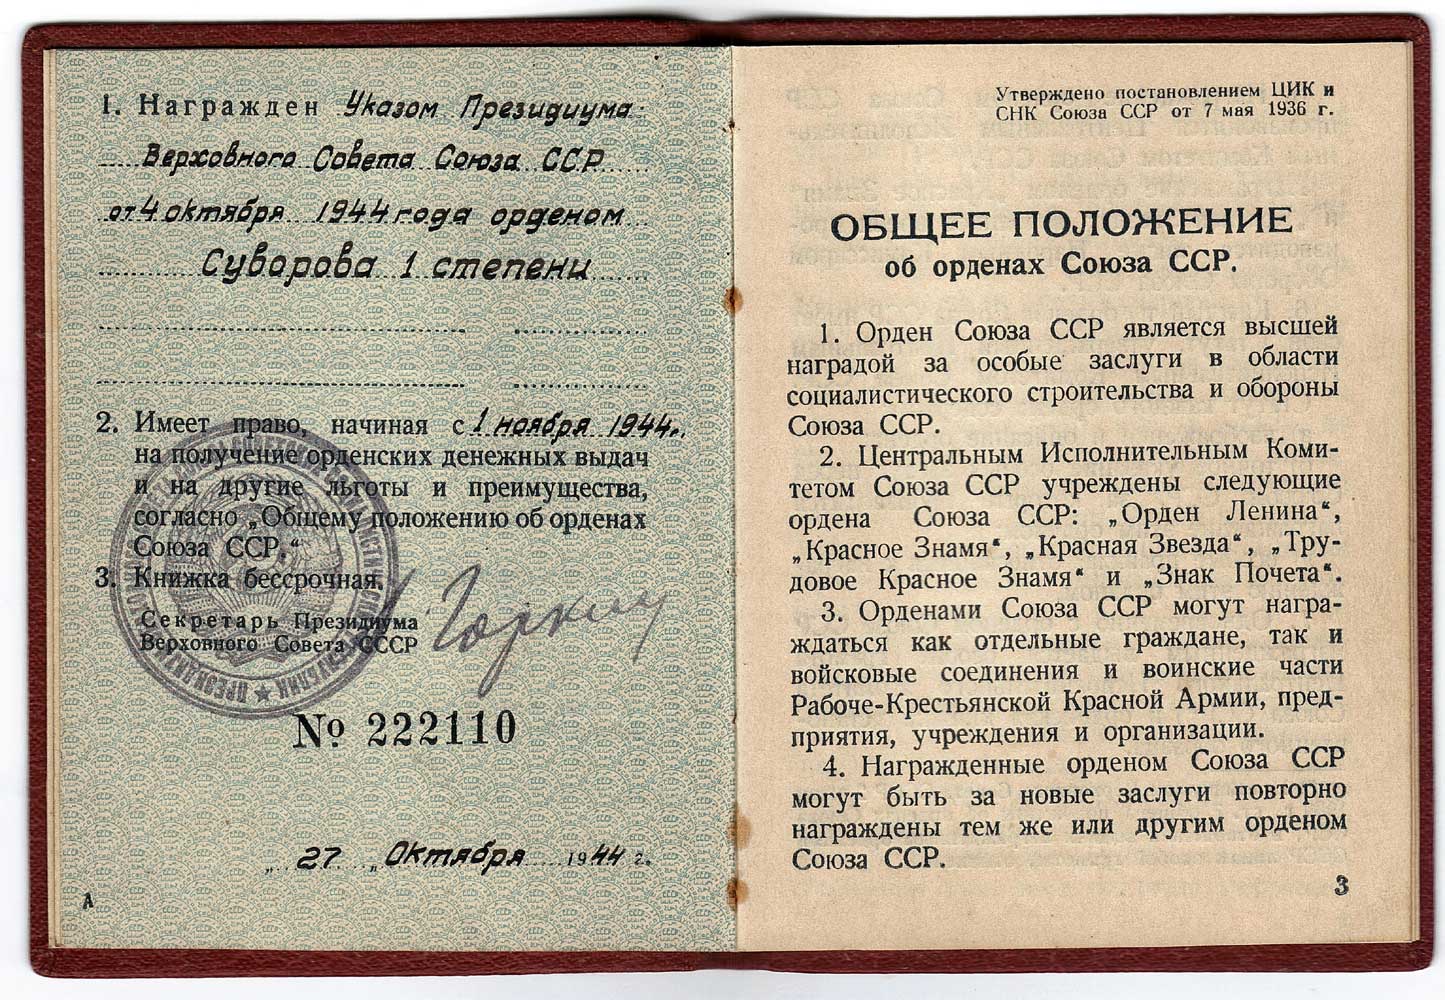 1. Награжден Указом Президиума
Верховного Совета Союза ССР
от 4 октября 1944 года орденом
Суворова 1 степени
2. Имеет право, начиная с 1 ноября 1944г.
на получение орденских денежных выдач
и на другие льготы и преимущества,
согласно „Общему положению об орденах
Союза ССР.“
3. Книжка бессрочная.
Секретарь Президиума
Верховного Совета СССР
Горкин
№ 222110
„27„ Октября 1944 г.
А
Утверждено постановлением ЦИК и
СНК Союза ССР от 7 мая 1936 г.
ОБЩЕЕ ПОЛОЖЕНИЕ
об орденах Союза ССР.
1. Орден Союза ССР является высшей
наградой за особые заслуги в области
социалистического строительства и обороны
Союза ССР.
2. Центральным Исполнительным Коми-
тетом Союза ССР учреждены следующие
ордена Союза ССР: „Орден Ленина“,
„Красное Знамя“, „Красная Звезда“, „Тру-
довое Красное Знамя“ и „Знак Почета“.
3. Орденами Союза ССР могут награ-
ждаться как отдельные граждане, так и
войсковые соединения и воинские части
Рабоче-Крестьянской Красной Армии, пред-
приятия, учреждения и организации.
4. Награжденные орденом Союза ССР
могут быть за новые заслуги повторно
награждены тем же или другим орденом
Союза ССР.
3